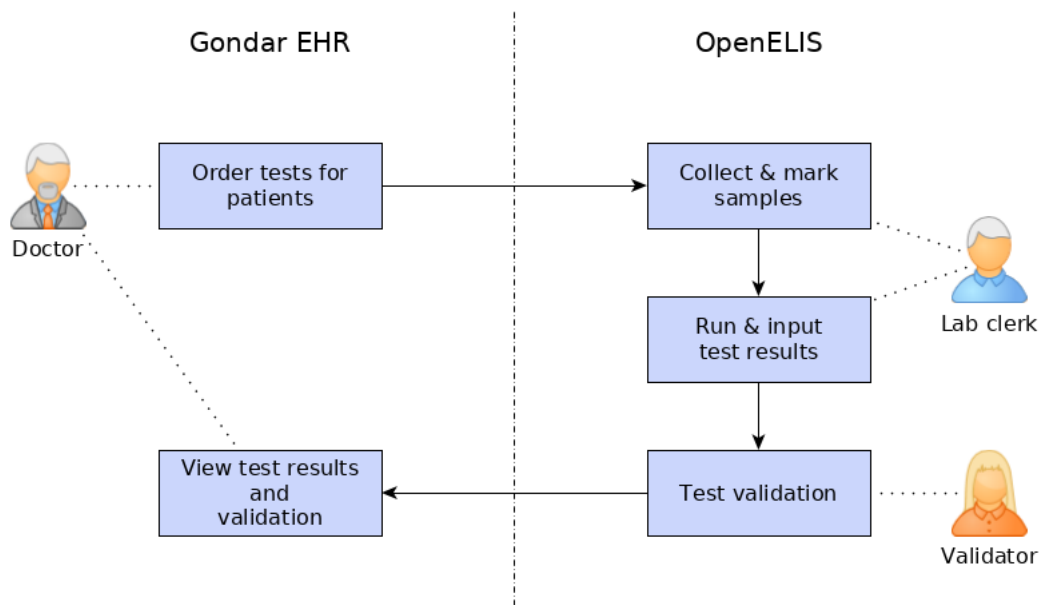 Gondar EHR
OpenELIS
Order tests for
patients
Collect & mark
samples
Doctor
Lab clerk
Run & input
test results
View test results
and
validation
Test validation
Validator